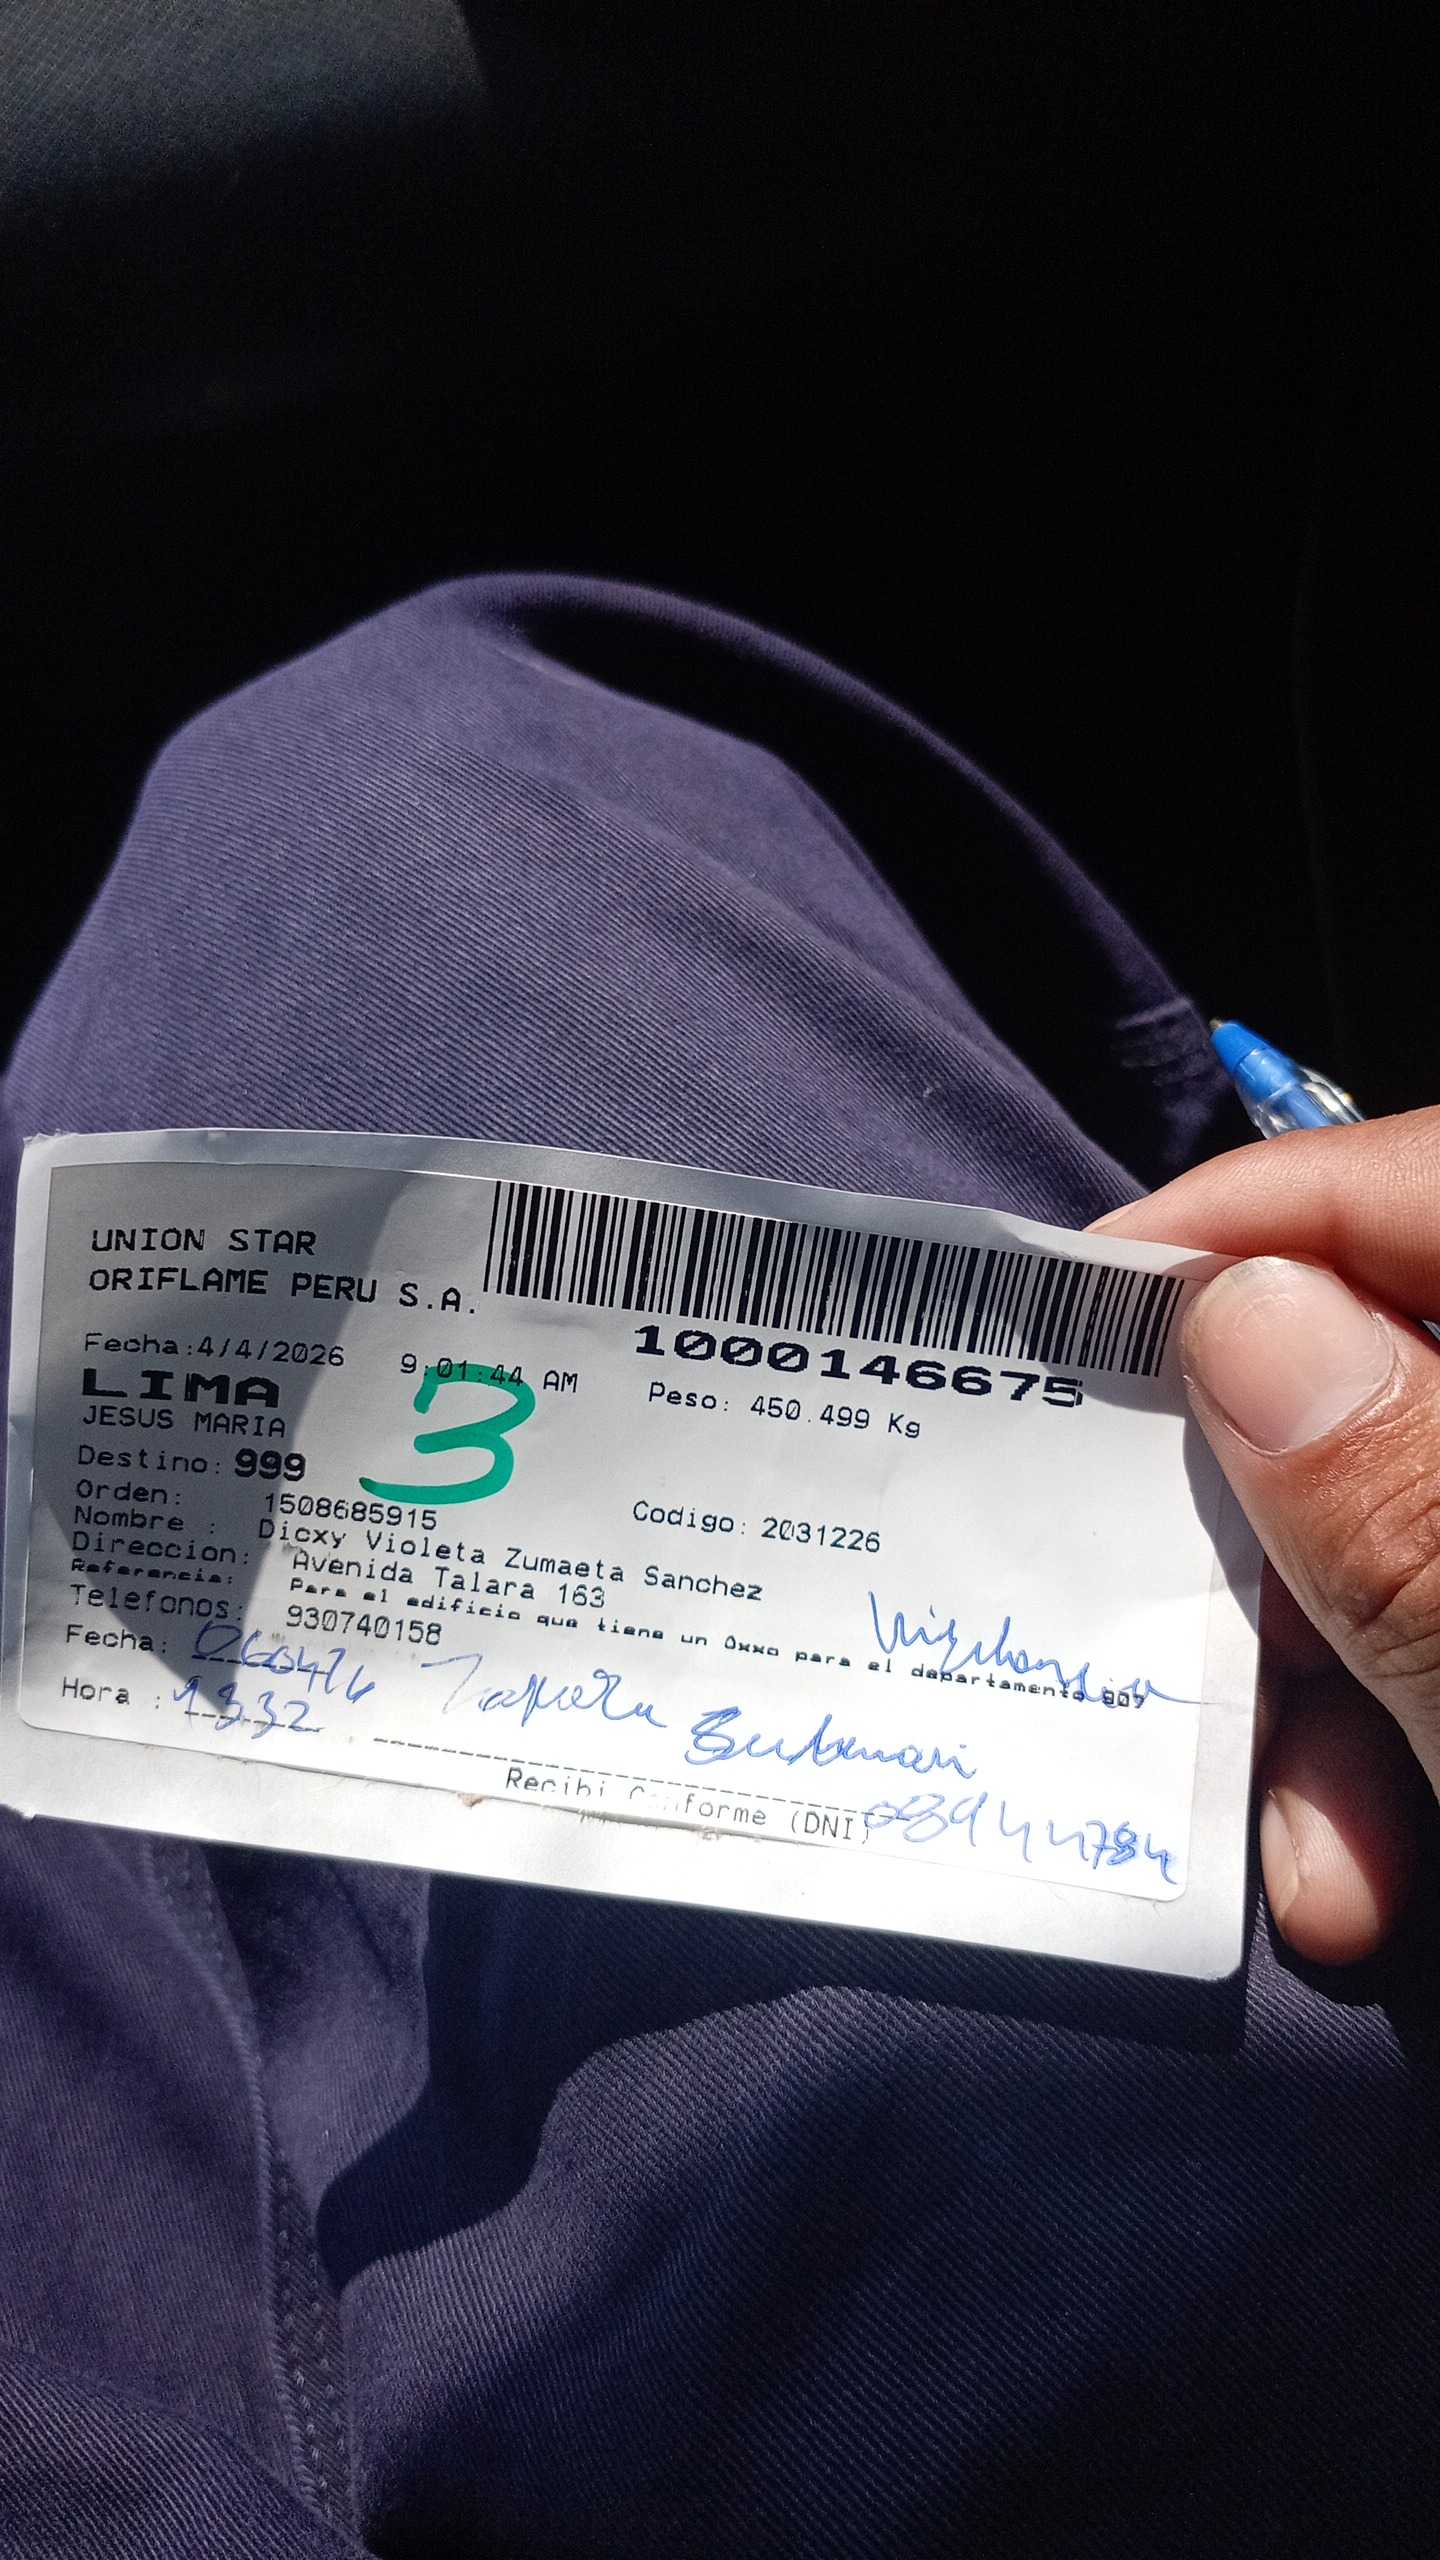 UNION STAR
ORIFLAME PERU S.A.
1000146675
Fecha:4/4/2026 9:01:44 AM
Peso: 450.499 Kg
LIMA
JESUS MARIA
3
Destino: 999
Orden: 1508685915
Codigo: 2031226
Nombre : Dicxy Violeta Zumaeta Sanchez
Direccion: Avenida Talara 163
Referencia: Para el edificio que tiene un Oxxo para el departamento 907
Telefonos: 930740158
Fecha:
Hora : 1332
Recibi Conforme (DNI)